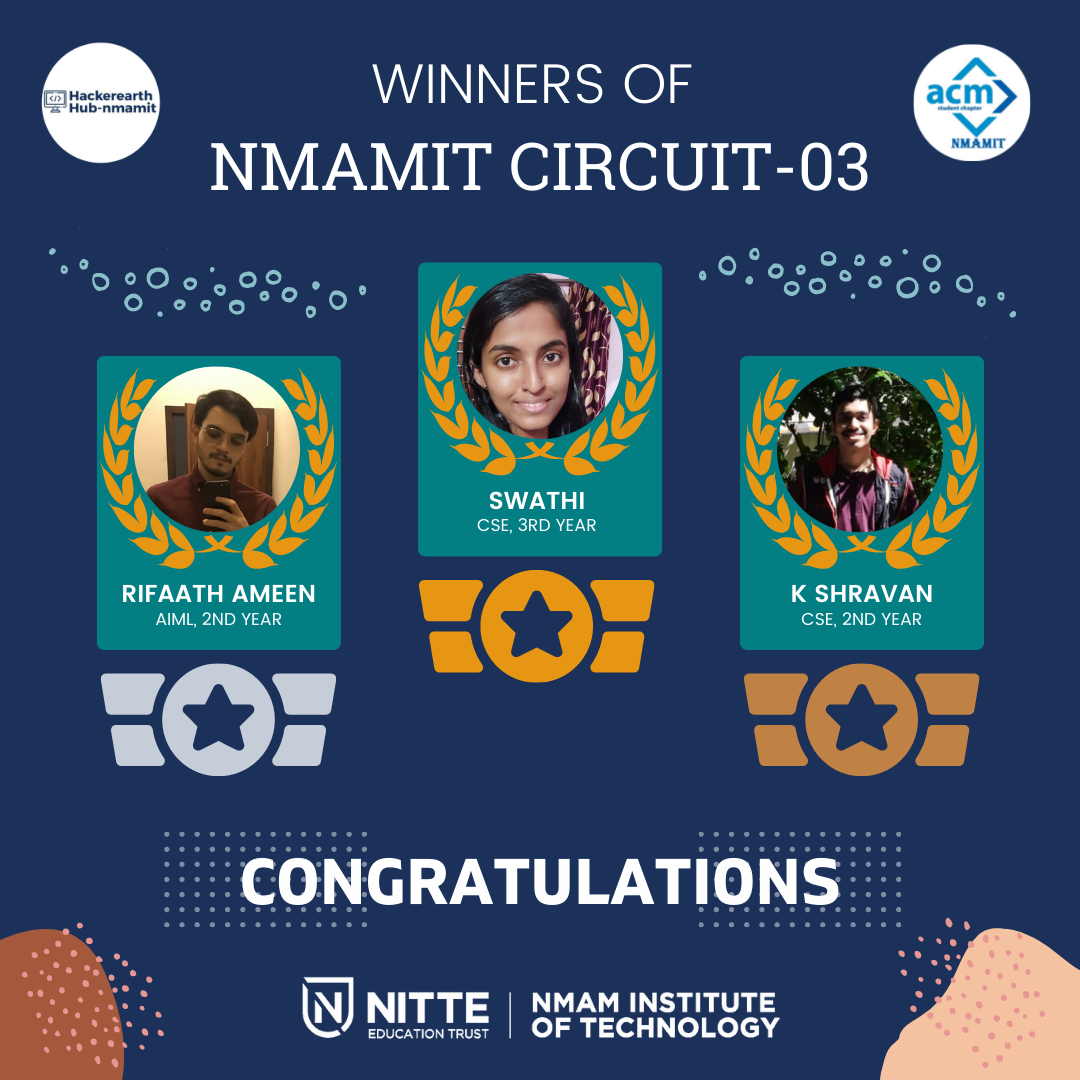 Hackerearth
Hub-nmamit
WINNERS OF
NMAMIT CIRCUIT-03
acm
student chapter
NMAMIT
SWATHI
CSE, 3RD YEAR
RIFAATH AMEEN
AIML, 2ND YEAR
K SHRAVAN
CSE, 2ND YEAR
CONGRATULATIONS
N NITTE
EDUCATION TRUST
NMAM INSTITUTE
OF TECHNOLOGY